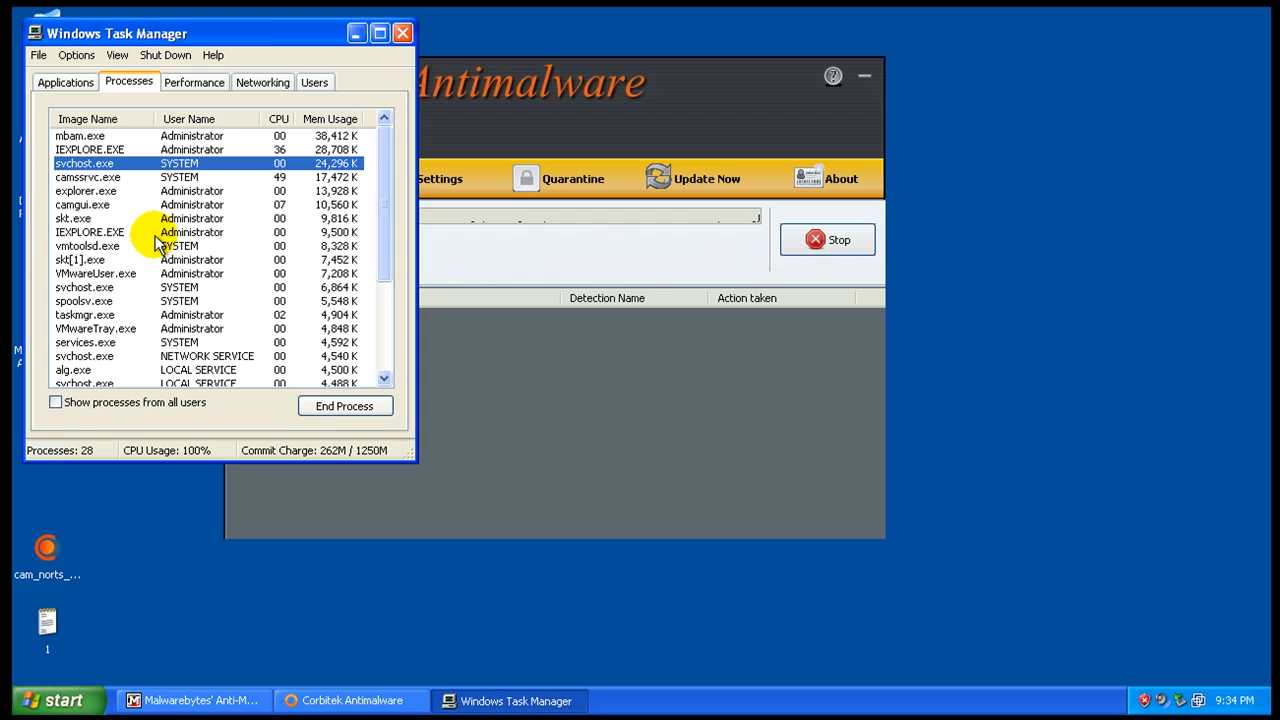 Windows Task Manager
File Options View Shut Down Help
Applications Processes Performance Networking Users
Image Name User Name CPU Mem Usage
mbam.exe Administrator 00 38,412 K
IEXPLORE.EXE Administrator 36 28,708 K
svchost.exe SYSTEM 00 24,296 K
camssrvc.exe SYSTEM 49 17,472 K
explorer.exe Administrator 00 13,928 K
camgui.exe Administrator 07 10,560 K
skt.exe Administrator 00 9,816 K
IEXPLORE.EXE Administrator 00 9,500 K
vmtoolsd.exe SYSTEM 00 8,328 K
skt[1].exe Administrator 00 7,452 K
VMwareUser.exe Administrator 00 7,208 K
svchost.exe SYSTEM 00 6,864 K
spoolsv.exe SYSTEM 00 5,548 K
taskmgr.exe Administrator 02 4,904 K
VMwareTray.exe Administrator 00 4,848 K
services.exe SYSTEM 00 4,592 K
svchost.exe NETWORK SERVICE 00 4,540 K
alg.exe LOCAL SERVICE 00 4,500 K
svchost.exe LOCAL SERVICE 00 4,488 K
Show processes from all users End Process
Processes: 28 CPU Usage: 100% Commit Charge: 262M / 1250M
Antimalware
Settings Quarantine Update Now About
Stop
Detection Name Action taken
cam_norts_...
1
start Malwarebytes' Anti-M... Corbitek Antimalware Windows Task Manager 9:34 PM